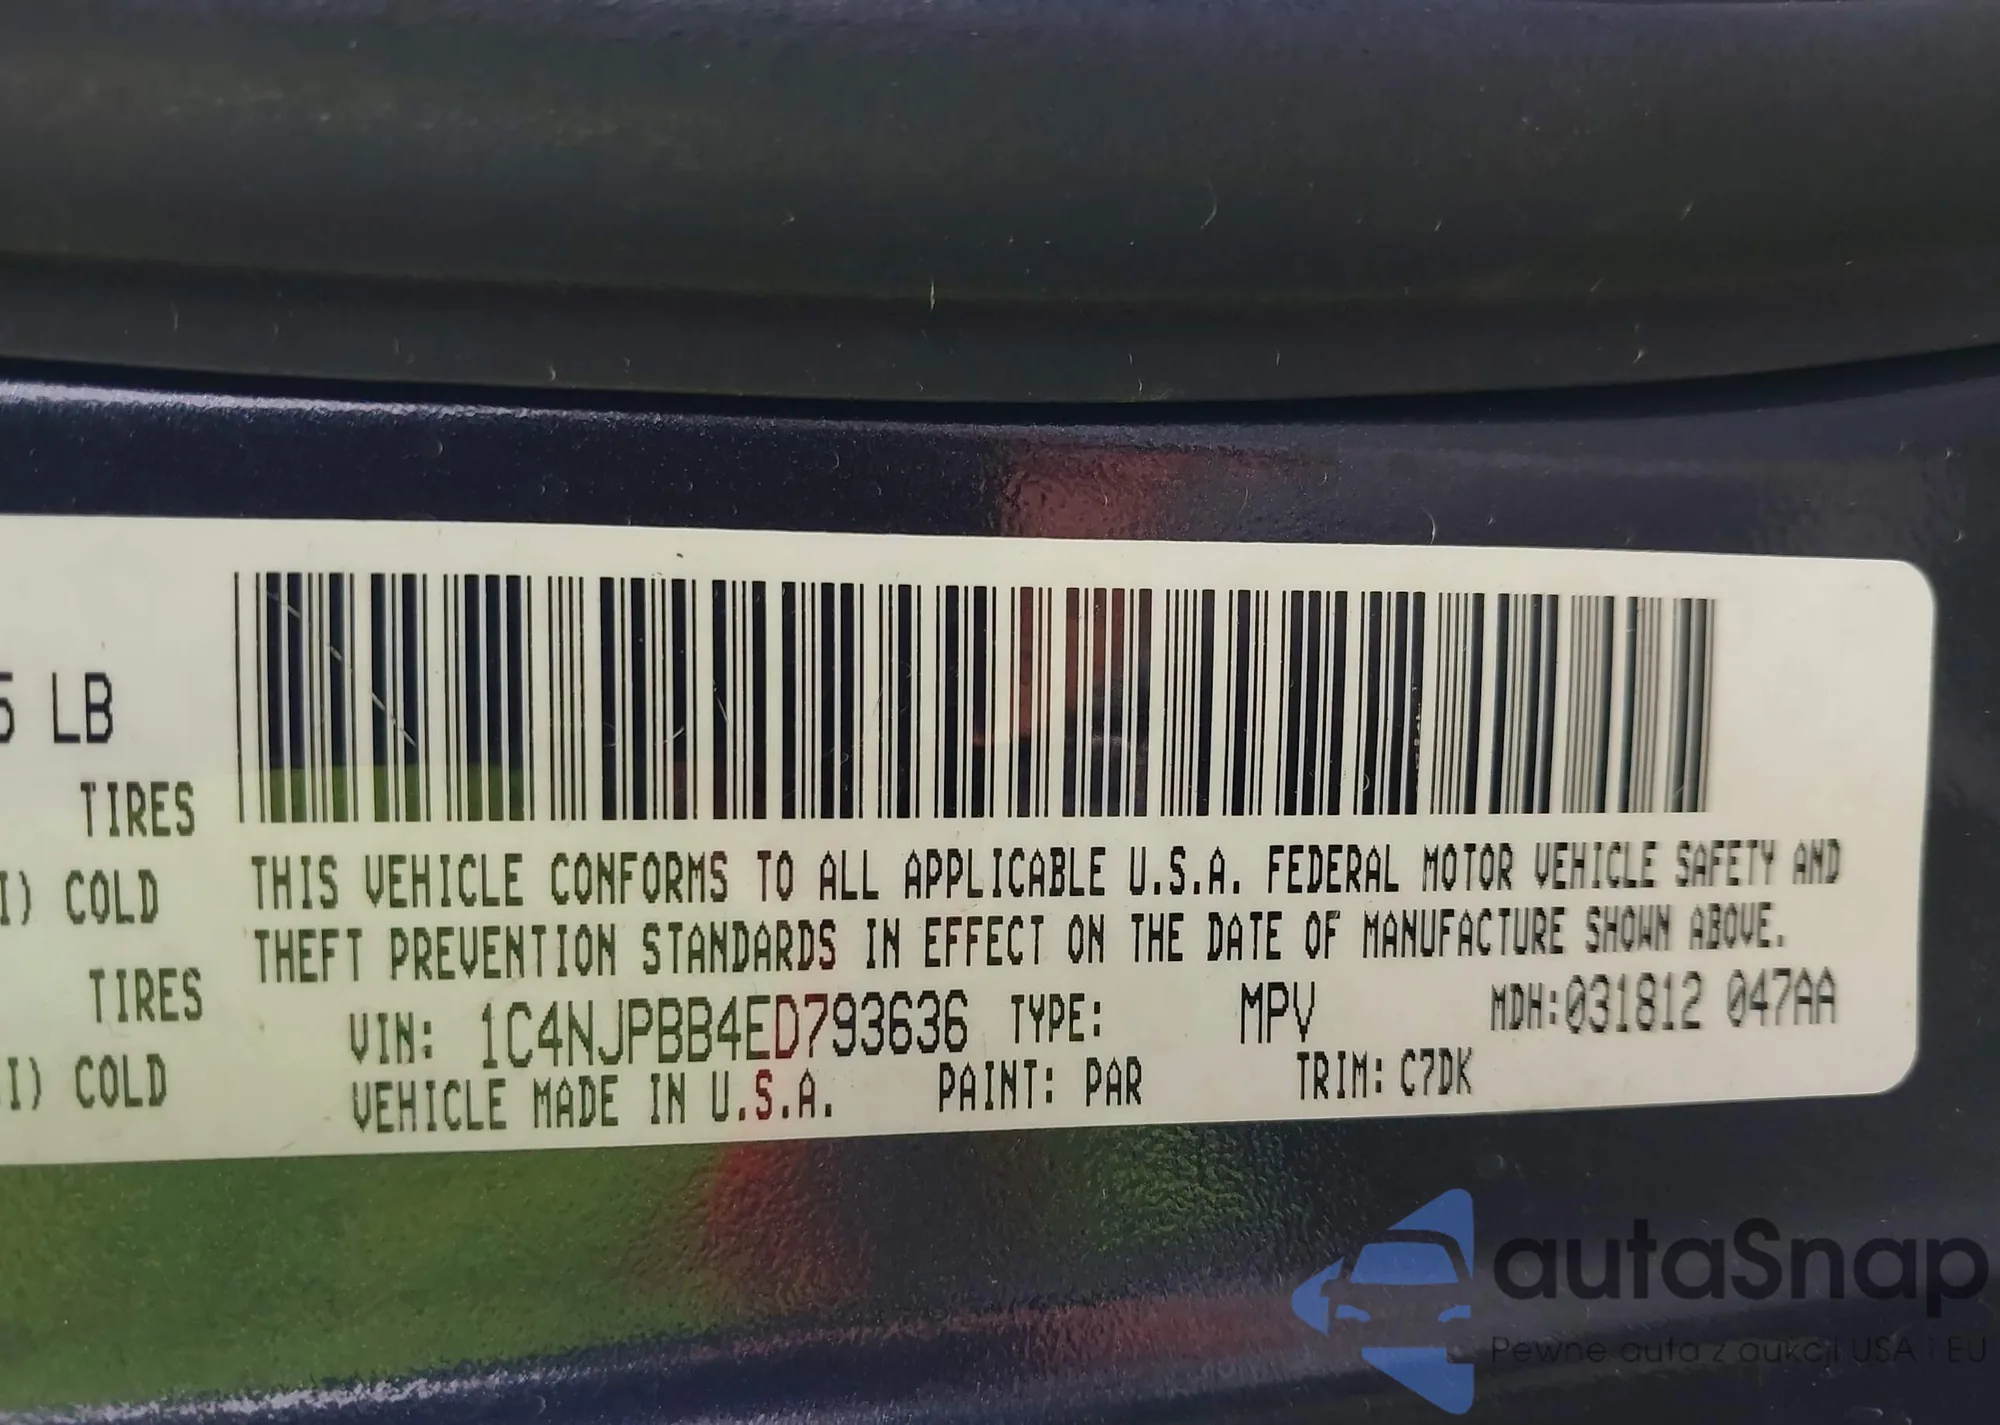 5 LB
TIRES
I) COLD
TIRES
I) COLD
THIS VEHICLE CONFORMS TO ALL APPLICABLE U.S.A. FEDERAL MOTOR VEHICLE SAFETY AND
THEFT PREVENTION STANDARDS IN EFFECT ON THE DATE OF MANUFACTURE SHOWN ABOVE.
VIN: 1C4NJPBB4ED793636 TYPE: MPV MDH:031812 047AA
VEHICLE MADE IN U.S.A. PAINT: PAR TRIM: C7DK
autaSnap
Pewne auta z aukcji USA i EU